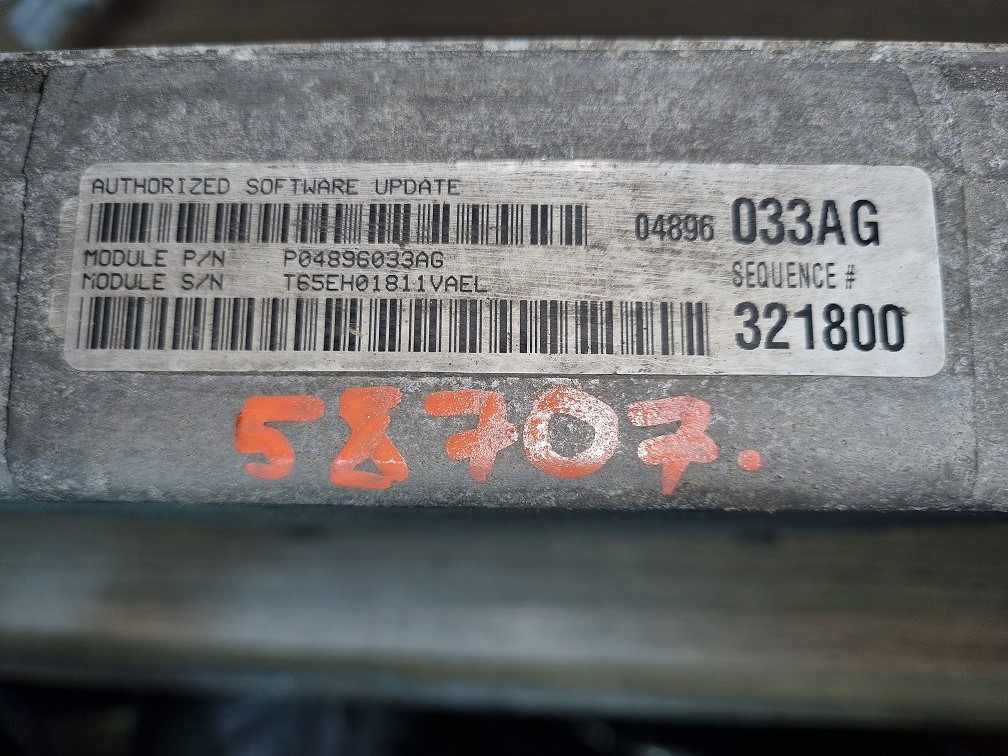 AUTHORIZED SOFTWARE UPDATE
04896 033AG
MODULE P/N P04896033AG
MODULE S/N T65EH01811VAEL
SEQUENCE #
321800
58707.